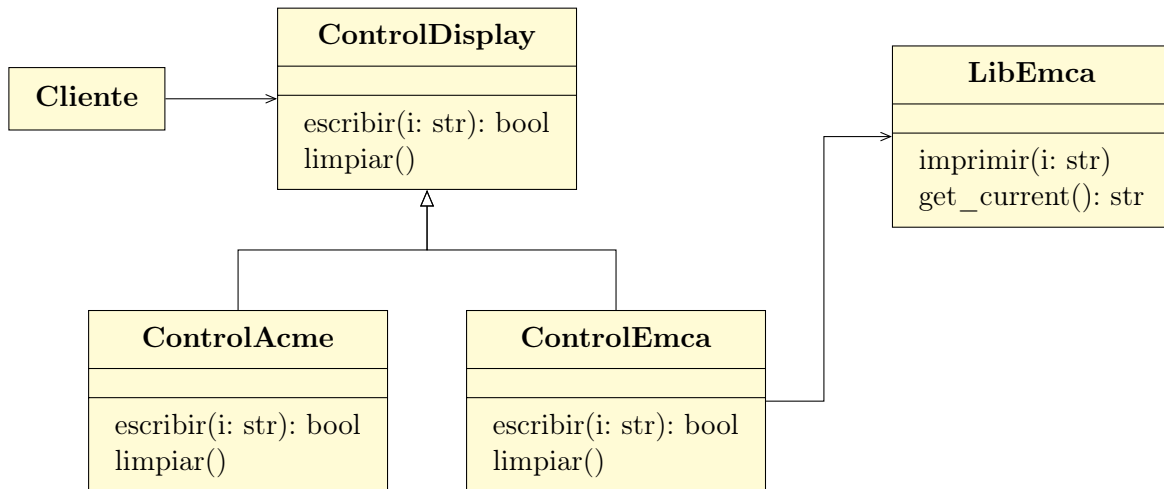 ControlDisplay
escribir(i: str): bool
limpiar()
Cliente
LibEmca
imprimir(i: str)
get_current(): str
ControlAcme
escribir(i: str): bool
limpiar()
ControlEmca
escribir(i: str): bool
limpiar()